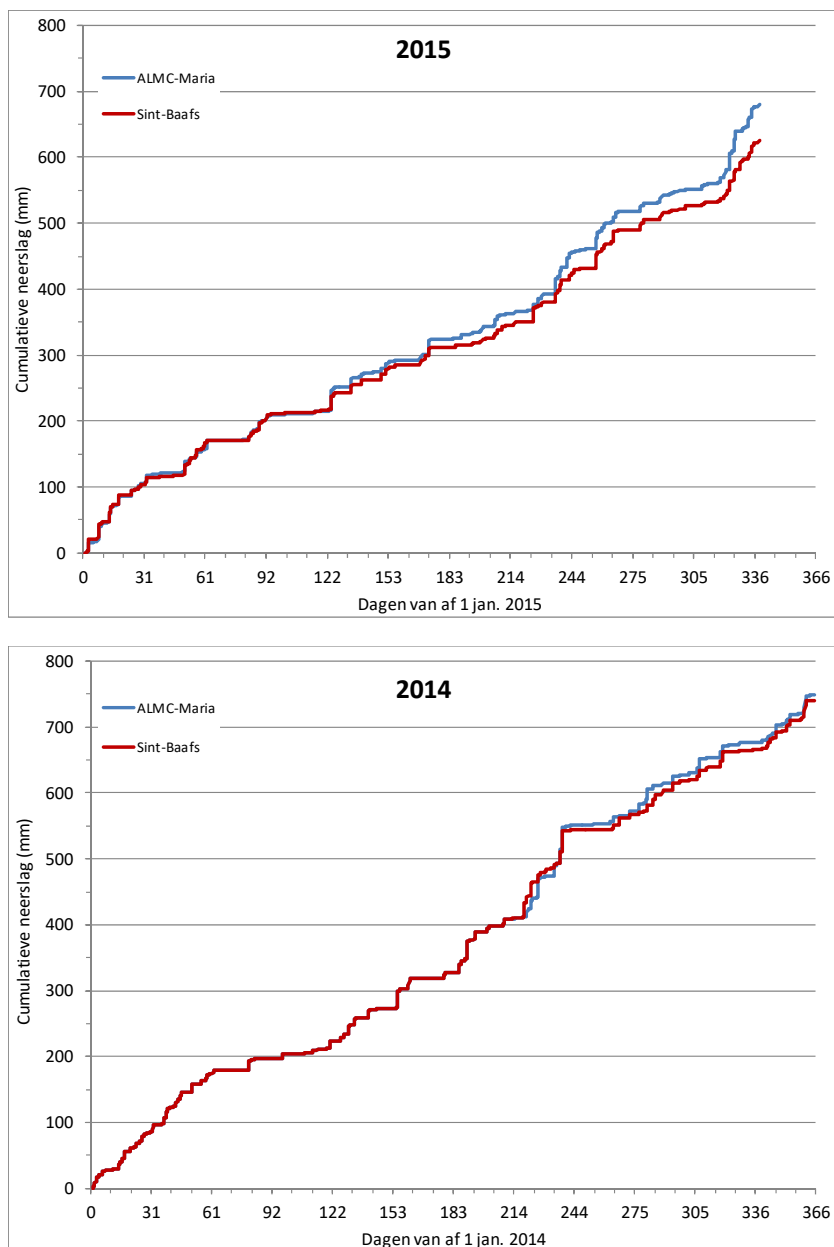 2015
ALMC-Maria
Sint-Baafs
Cumulatieve neerslag (mm)
800
700
600
500
400
300
200
100
0
0 31 61 92 122 153 183 214 244 275 305 336 366
Dagen van af 1 jan. 2015
2014
ALMC-Maria
Sint-Baafs
Cumulatieve neerslag (mm)
800
700
600
500
400
300
200
100
0
0 31 61 92 122 153 183 214 244 275 305 336 366
Dagen van af 1 jan. 2014